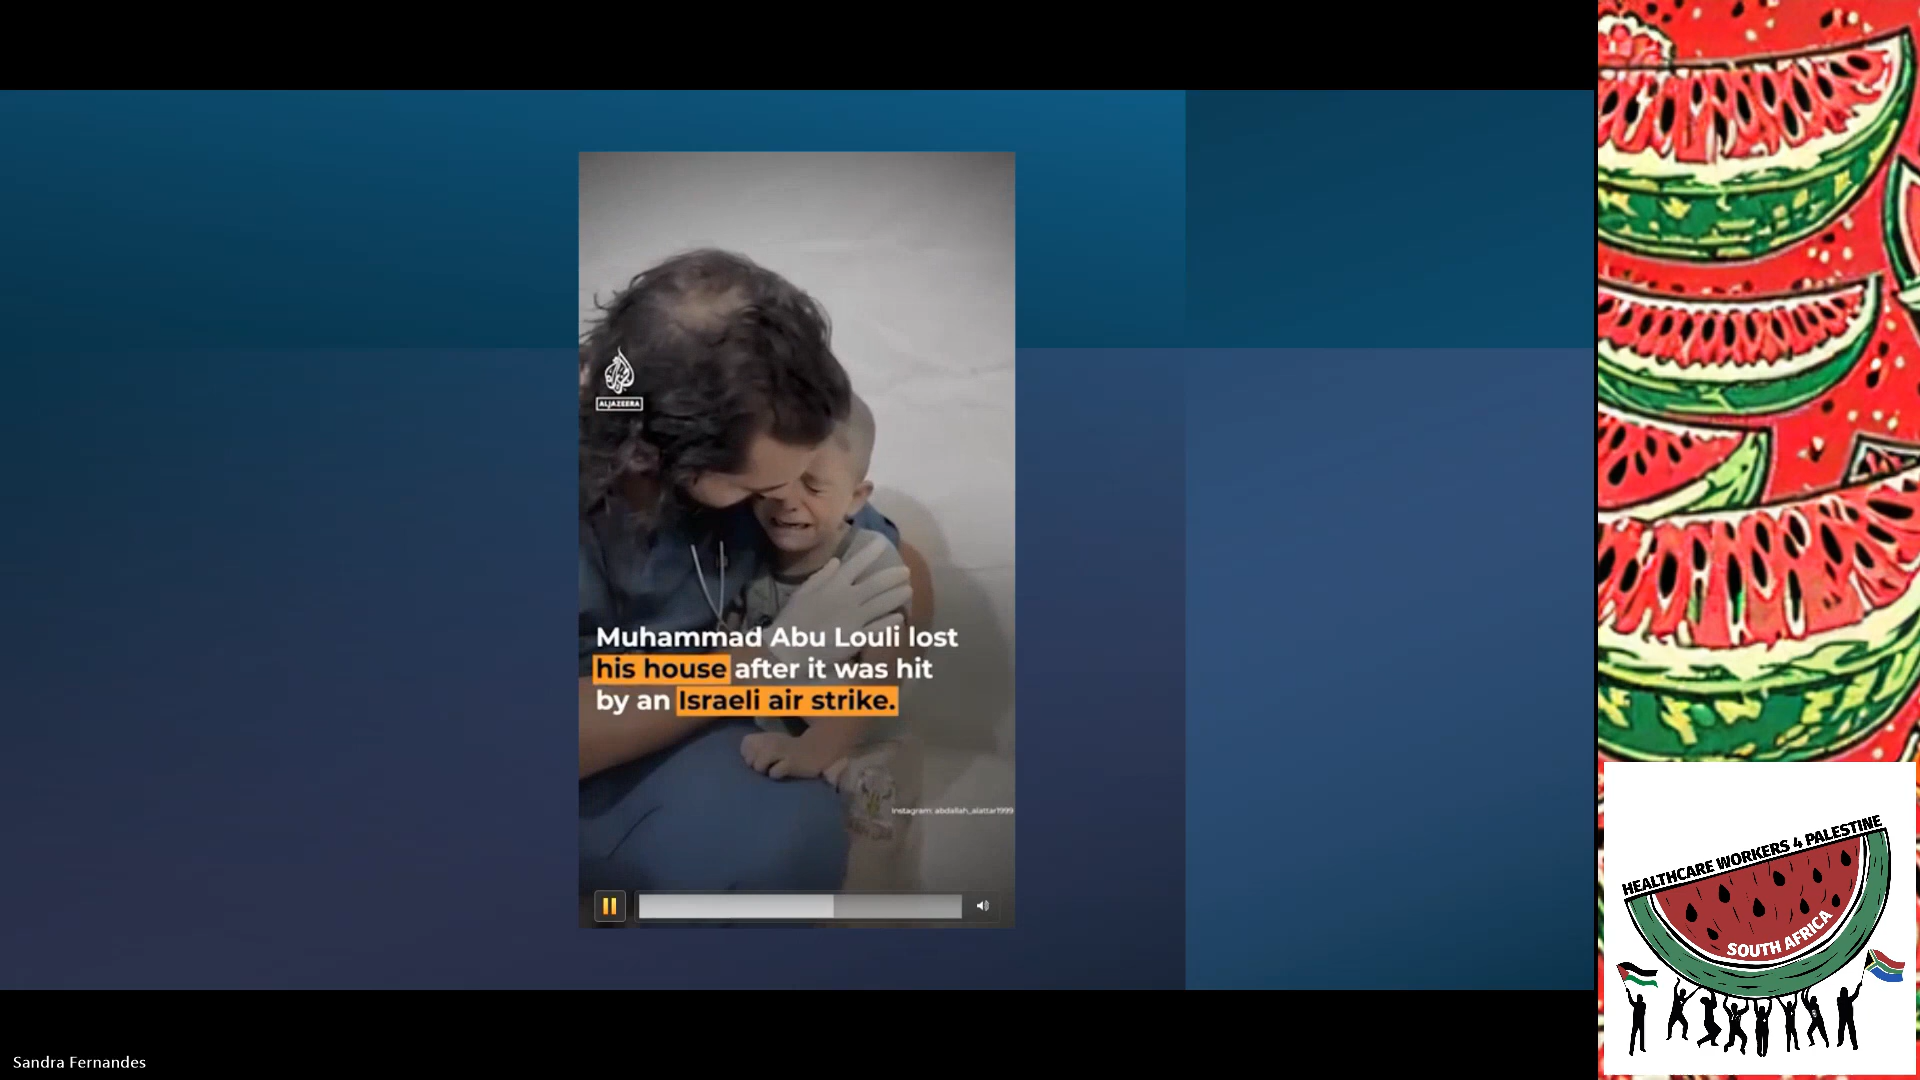 ALJAZEERA
Muhammad Abu Louli lost
his house after it was hit
by an Israeli air strike.
Instagram: abdallah_alattar1999
HEALTHCARE WORKERS 4 PALESTINE
SOUTH AFRICA
Sandra Fernandes